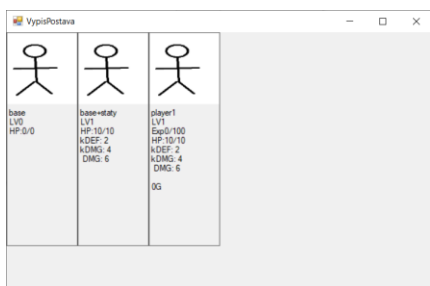 VypisPostava
base
LV0
HP:0/0
base+staty
LV1
HP:10/10
kDEF: 2
kDMG: 4
DMG: 6
player1
LV1
Exp0/100
HP:10/10
kDEF: 2
kDMG: 4
DMG: 6
0G